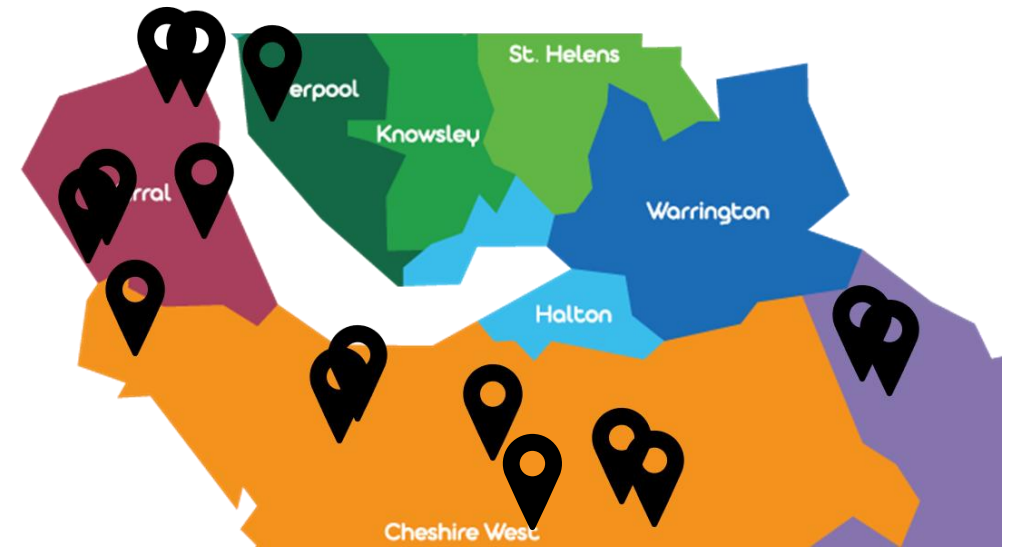 St. Helens
erpool
Knowsley
rral
Warrington
Halton
Cheshire West